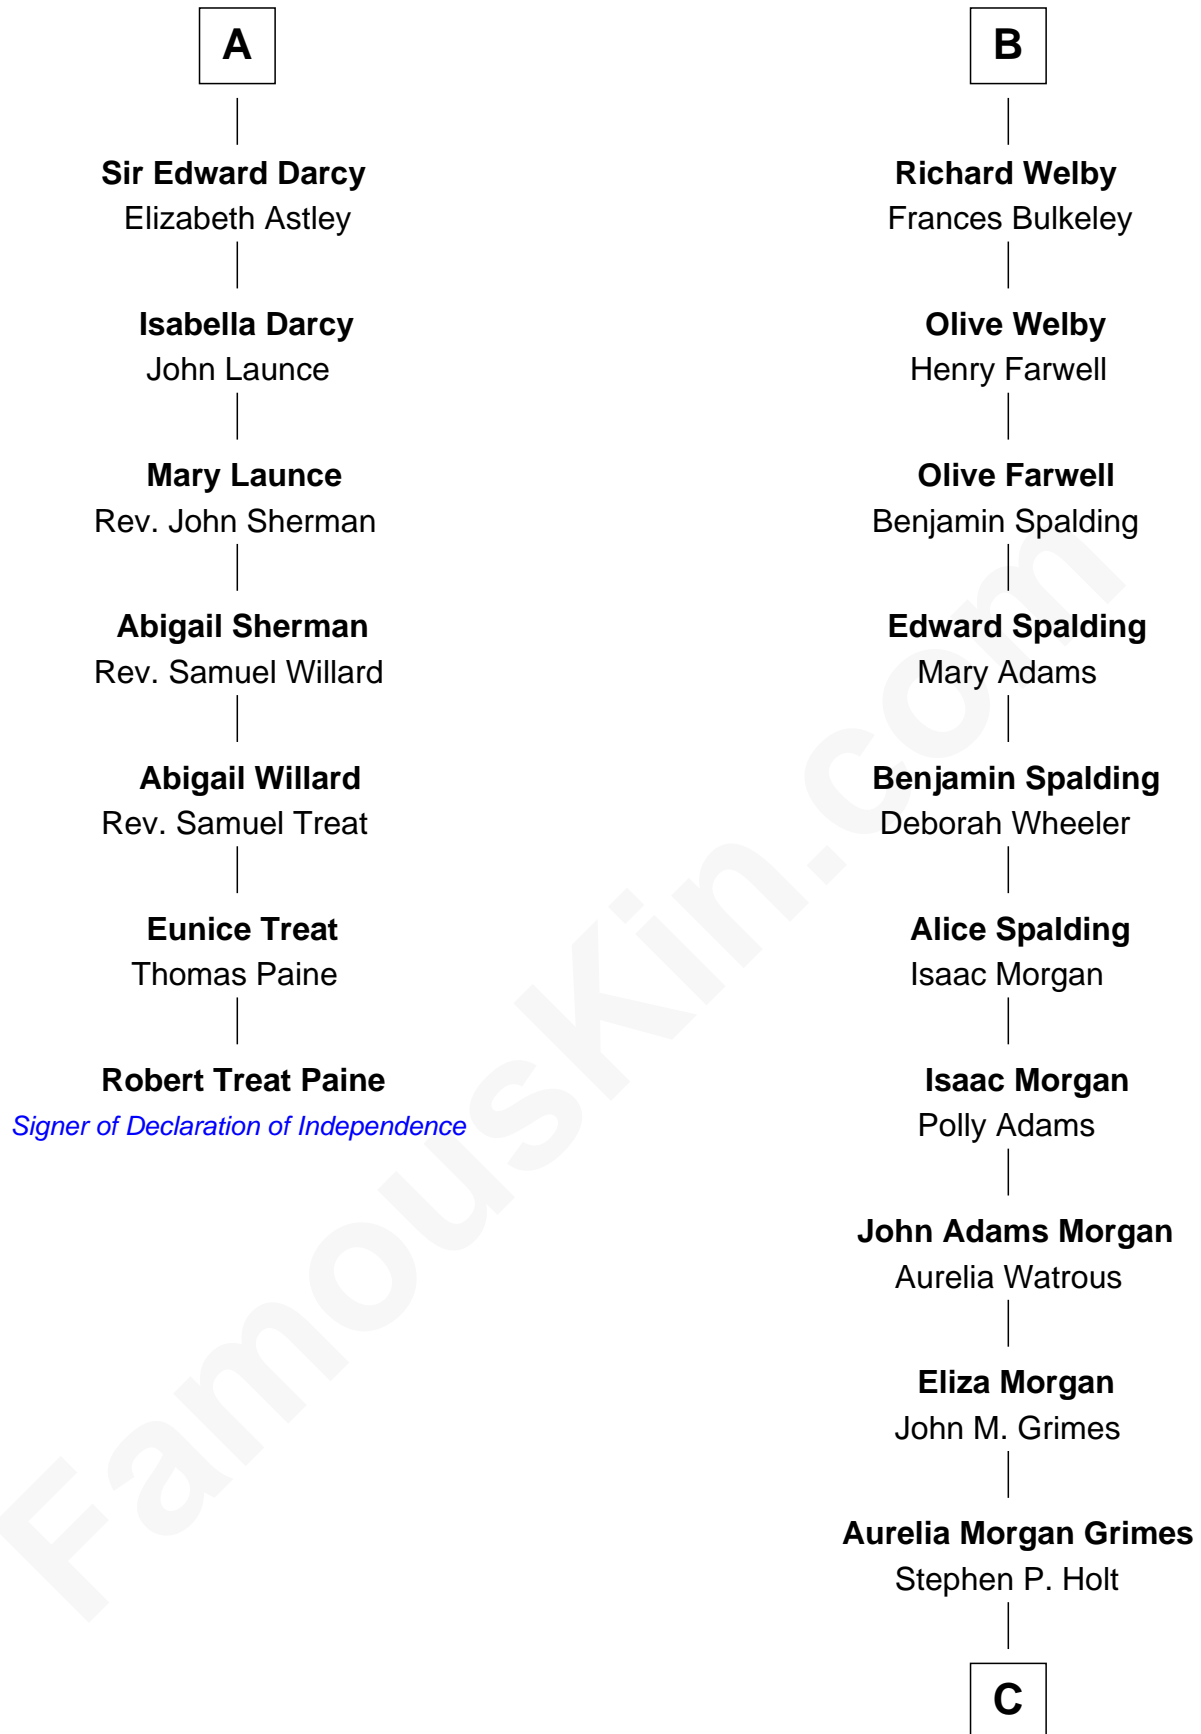 A
Sir Edward Darcy
Elizabeth Astley
Isabella Darcy
John Launce
Mary Launce
Rev. John Sherman
Abigail Sherman
Rev. Samuel Willard
Abigail Willard
Rev. Samuel Treat
Eunice Treat
Thomas Paine
Robert Treat Paine
Signer of Declaration of Independence
B
Richard Welby
Frances Bulkeley
Olive Welby
Henry Farwell
Olive Farwell
Benjamin Spalding
Edward Spalding
Mary Adams
Benjamin Spalding
Deborah Wheeler
Alice Spalding
Isaac Morgan
Isaac Morgan
Polly Adams
John Adams Morgan
Aurelia Watrous
Eliza Morgan
John M. Grimes
Aurelia Morgan Grimes
Stephen P. Holt
C
FamousKin.com